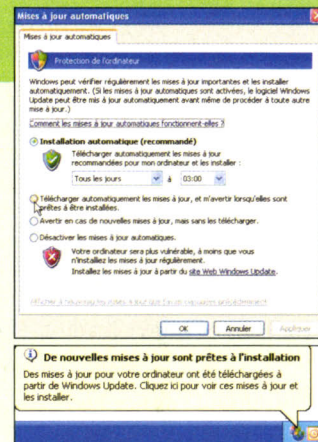 Mises à jour automatiques
Mises à jour automatiques
Protection de l'ordinateur
Windows peut vérifier régulièrement les mises à jour importantes et les installer
automatiquement. (Si les mises à jour automatiques sont activées, le logiciel Windows
Update peut être mis à jour automatiquement avant même de procéder à toute autre
mise à jour.)
Comment les mises à jour automatiques fonctionnent-elles ?
Installation automatique (recommandé)
Télécharger automatiquement les mises à jour
recommandées pour mon ordinateur et les installer :
Tous les jours à 03:00
Télécharger automatiquement les mises à jour, et m'avertir lorsqu'elles sont
prêtes à être installées.
Avertir en cas de nouvelles mises à jour, mais sans les télécharger.
Désactiver les mises à jour automatiques.
Votre ordinateur sera plus vulnérable, à moins que vous
n'installiez les mises à jour régulièrement.
Installez les mises à jour à partir du site Web Windows Update.
OK Annuler Appliquer
De nouvelles mises à jour sont prêtes à l'installation
Des mises à jour pour votre ordinateur ont été téléchargées à
partir de Windows Update. Cliquez ici pour voir ces mises à jour et
les installer.